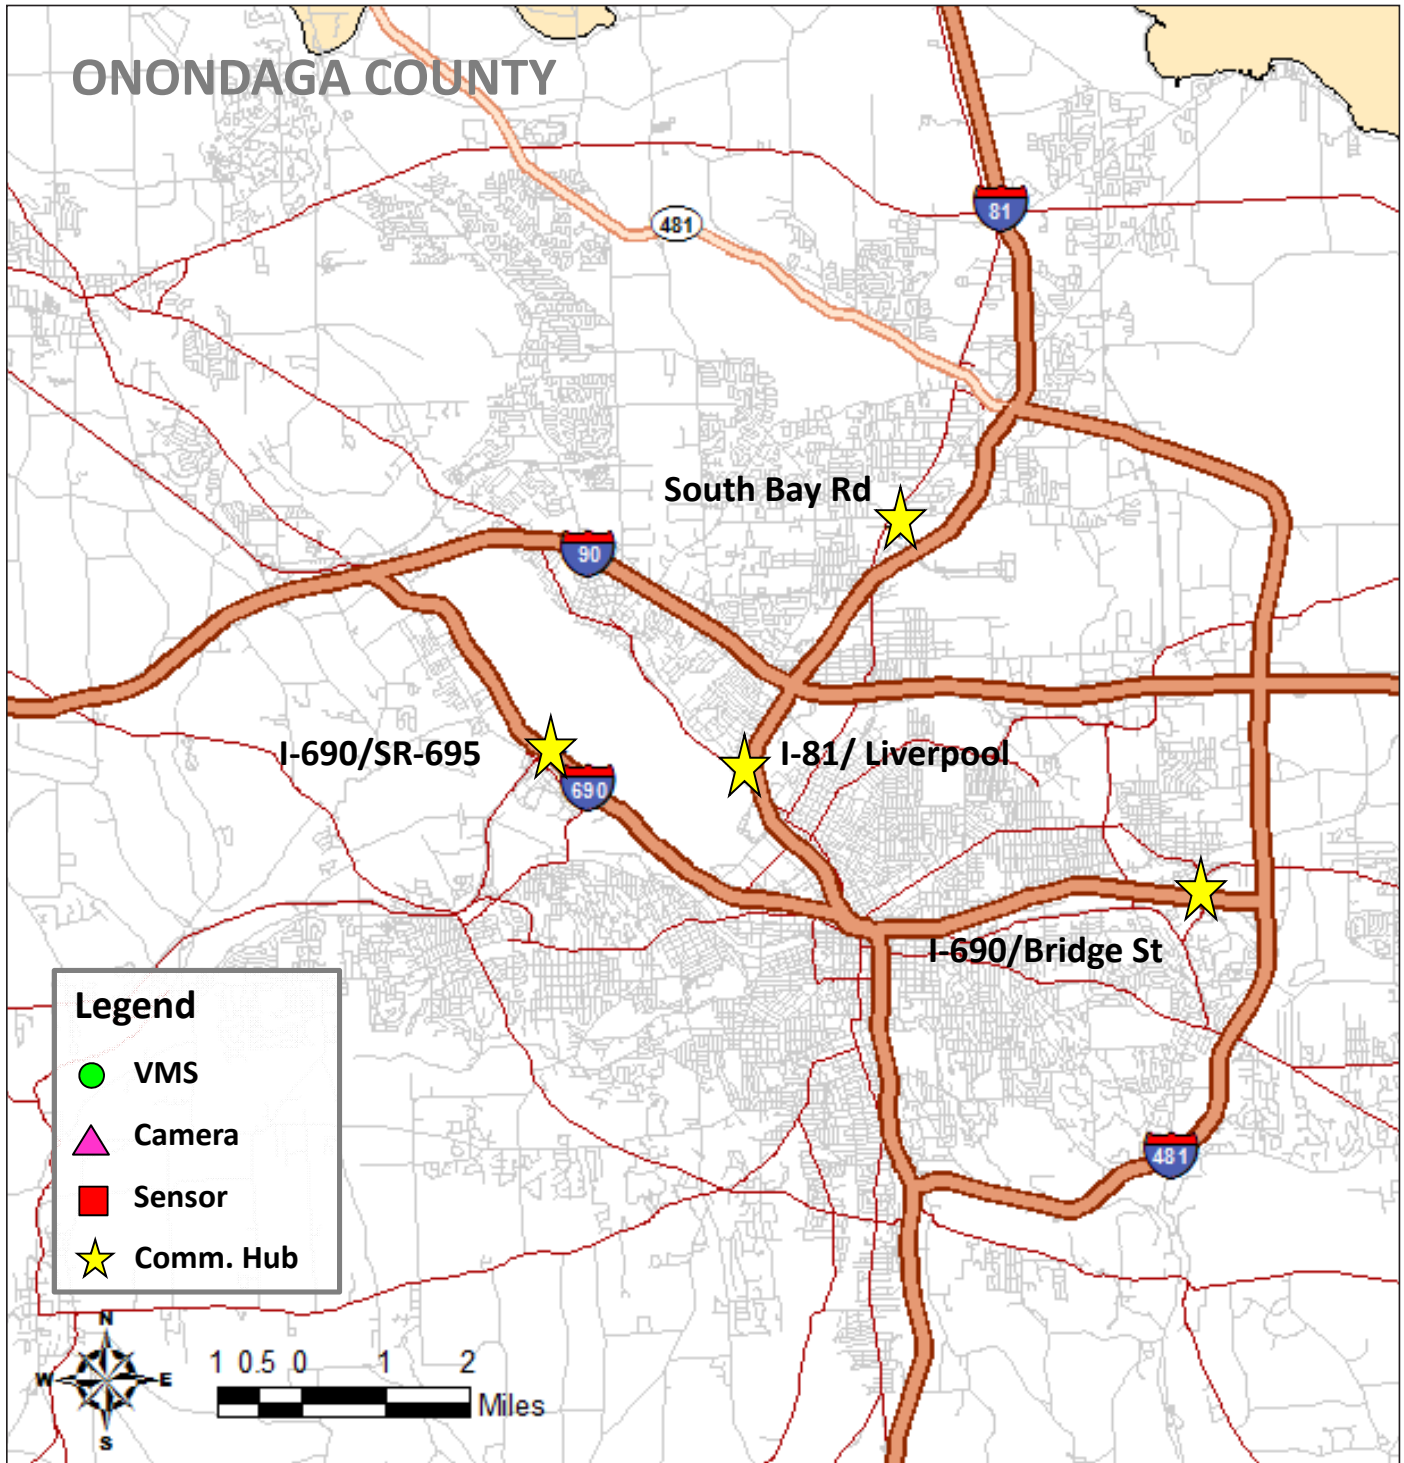 ONONDAGA COUNTY
81
481
South Bay Rd
90
I-690/SR-695
I-81/ Liverpool
690
I-690/Bridge St
481
Legend
VMS
Camera
Sensor
Comm. Hub
N
W E
S
1 0.5 0 1 2
Miles